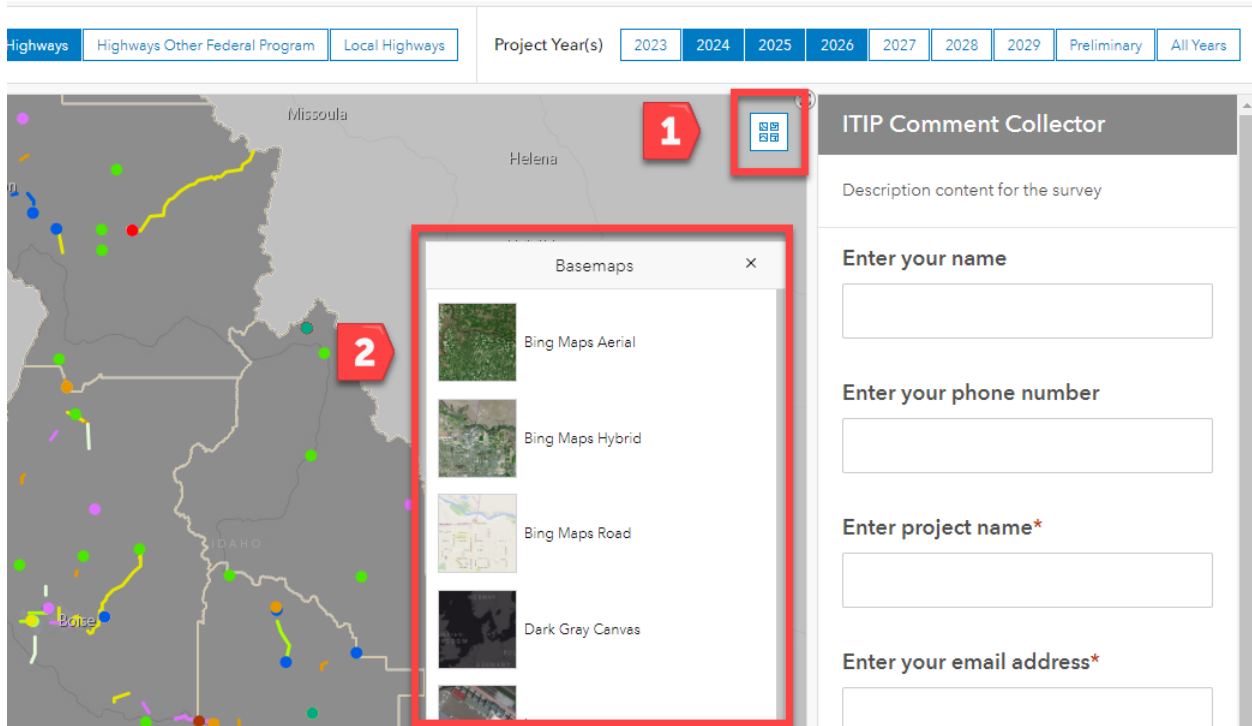 Highways
Highways Other Federal Program
Local Highways
Project Year(s)
2023
2024
2025
2026
2027
2028
2029
Preliminary
All Years
Missoula
Helena
IDAHO
Boise
1
2
Basemaps
Bing Maps Aerial
Bing Maps Hybrid
Bing Maps Road
Dark Gray Canvas
ITIP Comment Collector
Description content for the survey
Enter your name
Enter your phone number
Enter project name*
Enter your email address*